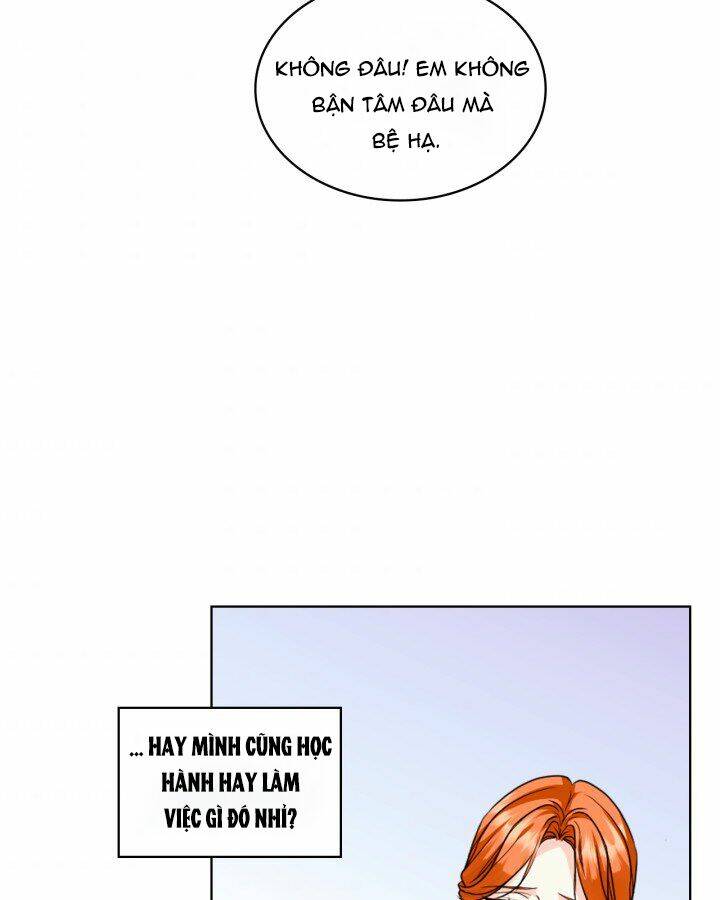 KHÔNG ĐÂU! EM KHÔNG
BẬN TÂM ĐÂU MÀ
BỆ HẠ.
... HAY MÌNH CŨNG HỌC
HÀNH HAY LÀM
VIỆC GÌ ĐÓ NHỈ?